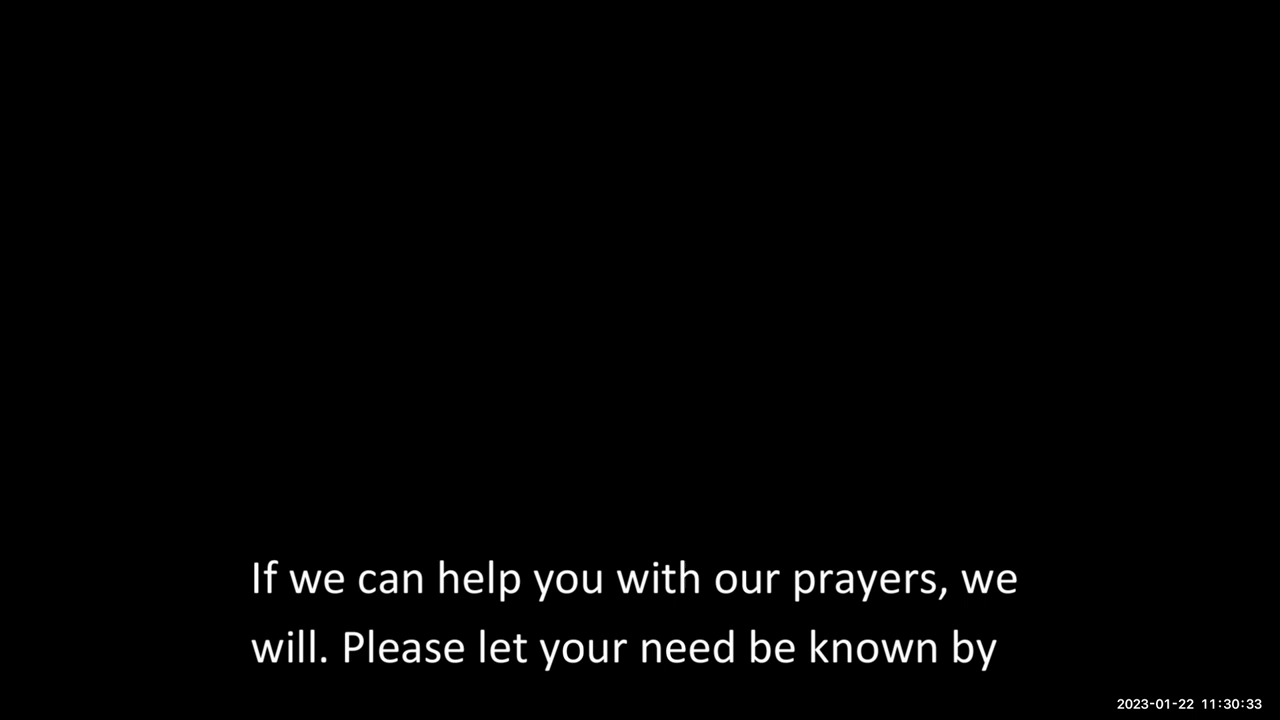 If we can help you with our prayers, we
will. Please let your need be known by
2023-01-22 11:30:33